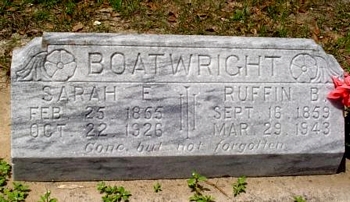 BOATWRIGHT
SARAH E. RUFFIN B.
FEB. 25 1865 SEPT. 16 1859
OCT. 22 1926 MAR. 29, 1943
Gone but not forgotten